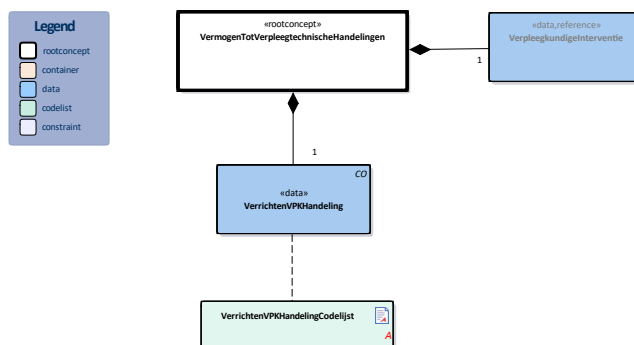 Legend
rootconcept
container
data
codelist
constraint
«rootconcept»
VermogenTotVerpleegtechnischeHandelingen
«data,reference»
VerpleegkundigeInterventie
1
1
CO
«data»
VerrichtenVPKHandeling
VerrichtenVPKHandelingCodelijst
A